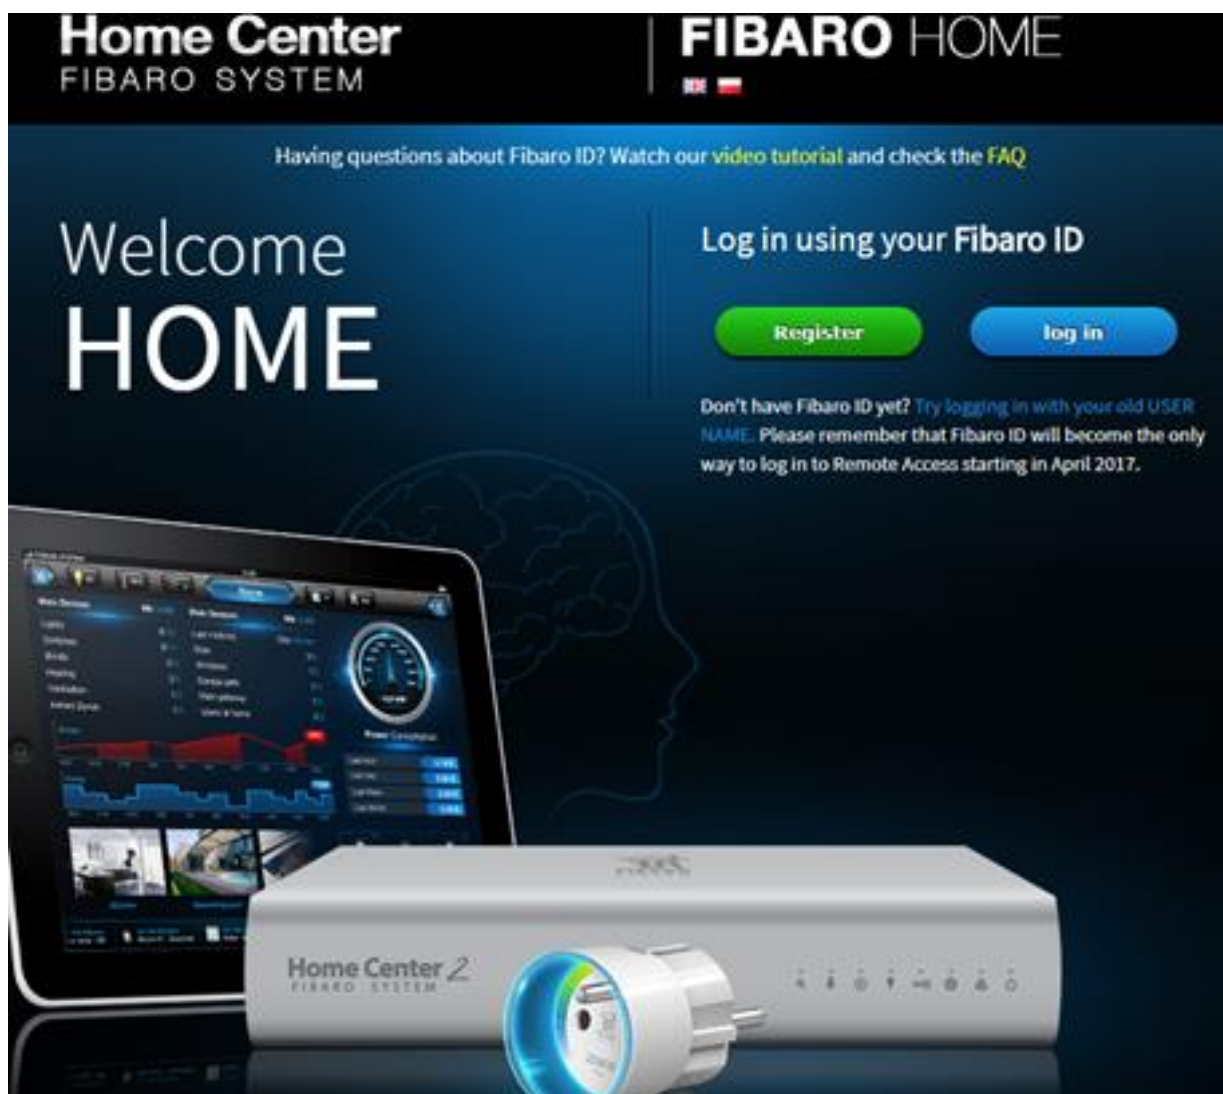 Home Center
FIBARO SYSTEM
FIBARO HOME
Having questions about Fibaro ID? Watch our video tutorial and check the FAQ
Welcome
HOME
Log in using your Fibaro ID
Register
log in
Don't have Fibaro ID yet? Try logging in with your old USER
NAME. Please remember that Fibaro ID will become the only
way to log in to Remote Access starting in April 2017.
Home Center 2
FIBARO SYSTEM